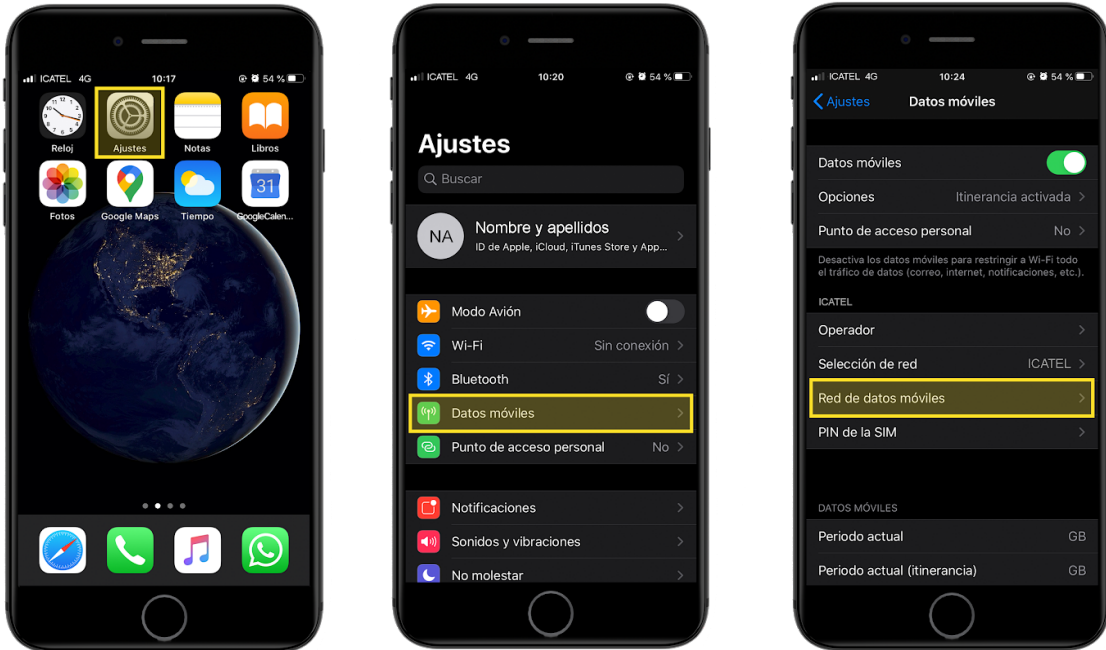 ICATEL 4G 10:17 54 %
Reloj Ajustes Notas Libros
31
Fotos Google Maps Tiempo GoogleCalen...
ICATEL 4G 10:20 54 %
Ajustes
Buscar
NA
Nombre y apellidos
ID de Apple, iCloud, iTunes Store y App...
Modo Avión
Wi-Fi Sin conexión
Bluetooth Sí
Datos móviles
Punto de acceso personal No
Notificaciones
Sonidos y vibraciones
No molestar
ICATEL 4G 10:24 54 %
Ajustes Datos móviles
Datos móviles
Opciones Itinerancia activada
Punto de acceso personal No
Desactiva los datos móviles para restringir a Wi-Fi todo
el tráfico de datos (correo, internet, notificaciones, etc.).
ICATEL
Operador
Selección de red ICATEL
Red de datos móviles
PIN de la SIM
DATOS MÓVILES
Periodo actual GB
Periodo actual (itinerancia) GB